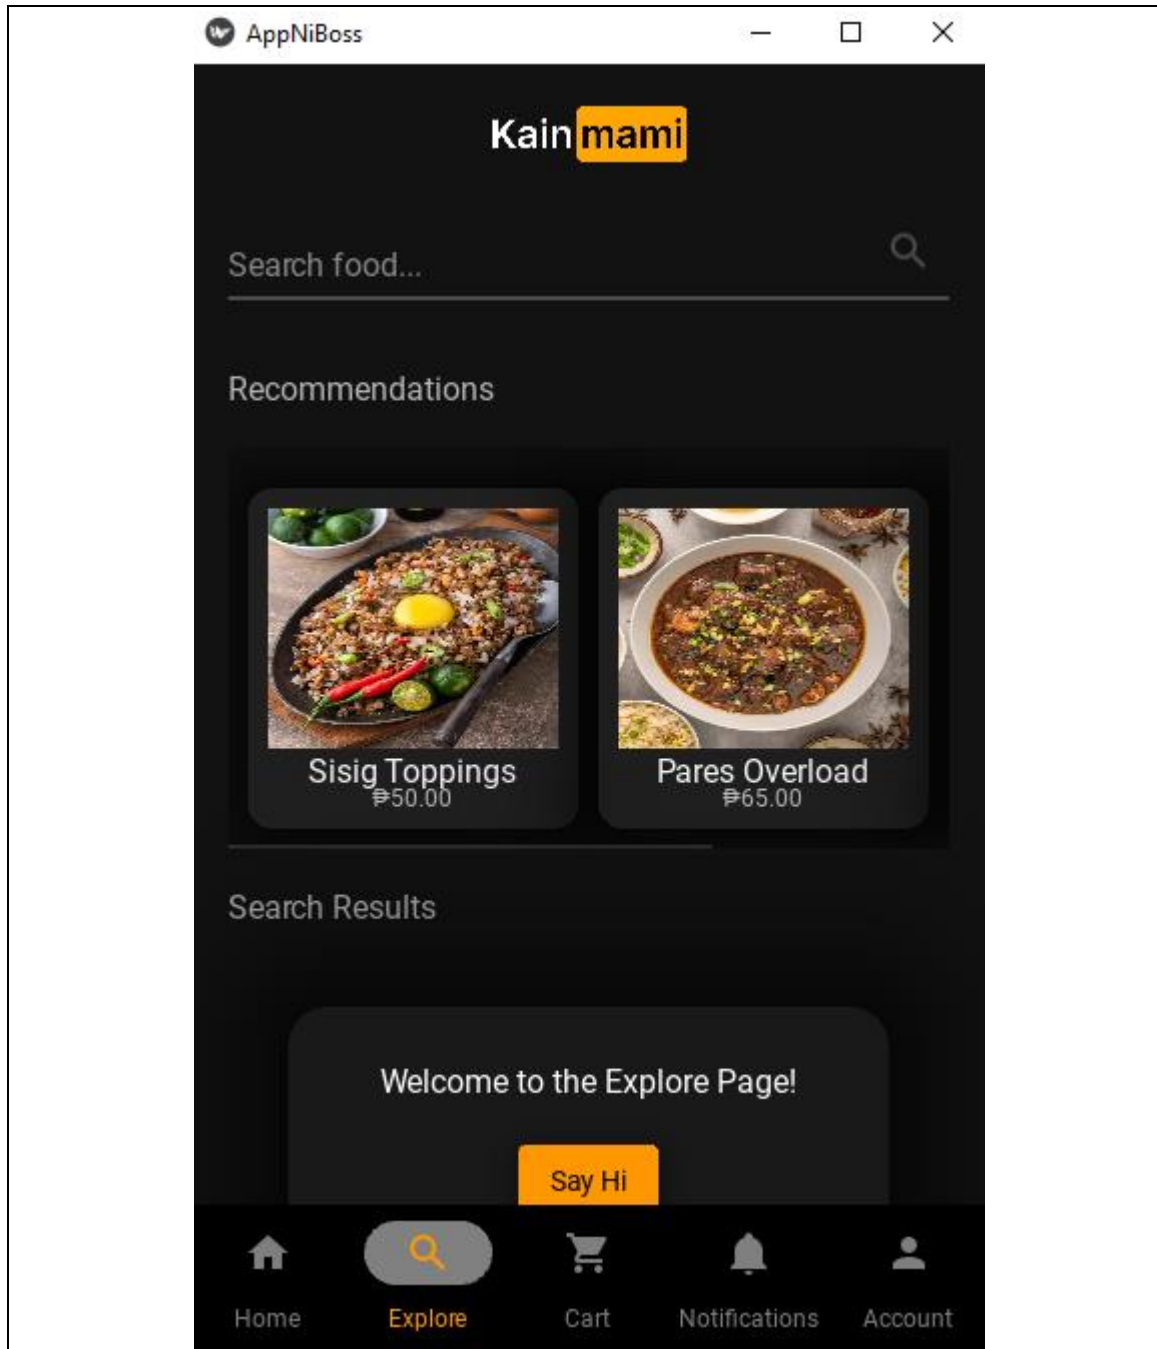 AppNiBoss
Kain mami
Search food...
Recommendations
Sisig Toppings
₱50.00
Pares Overload
₱65.00
Search Results
Welcome to the Explore Page!
Say Hi
Home
Explore
Cart
Notifications
Account